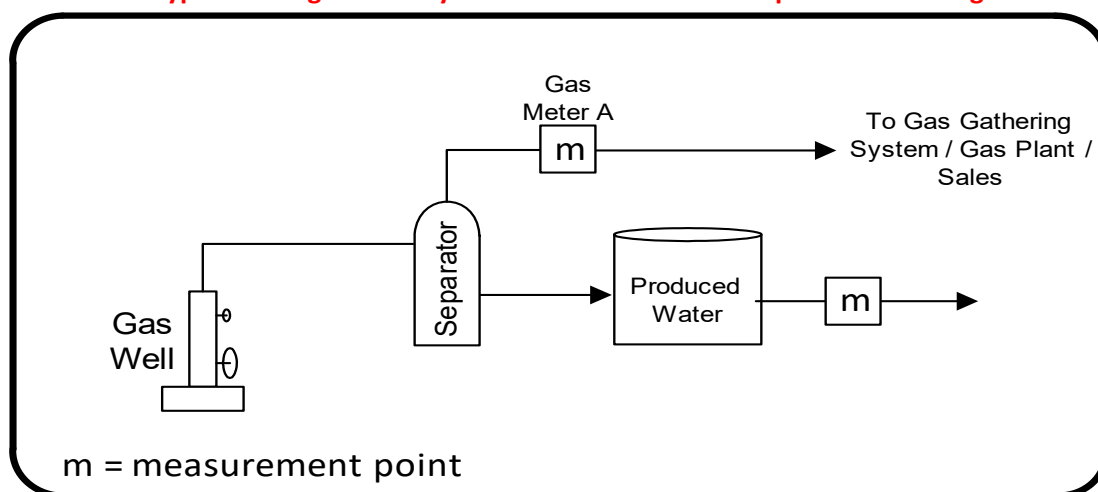 Gas
Meter A
m
To Gas Gathering
System / Gas Plant /
Sales
Separator
Produced
Water
m
Gas
Well
m = measurement point